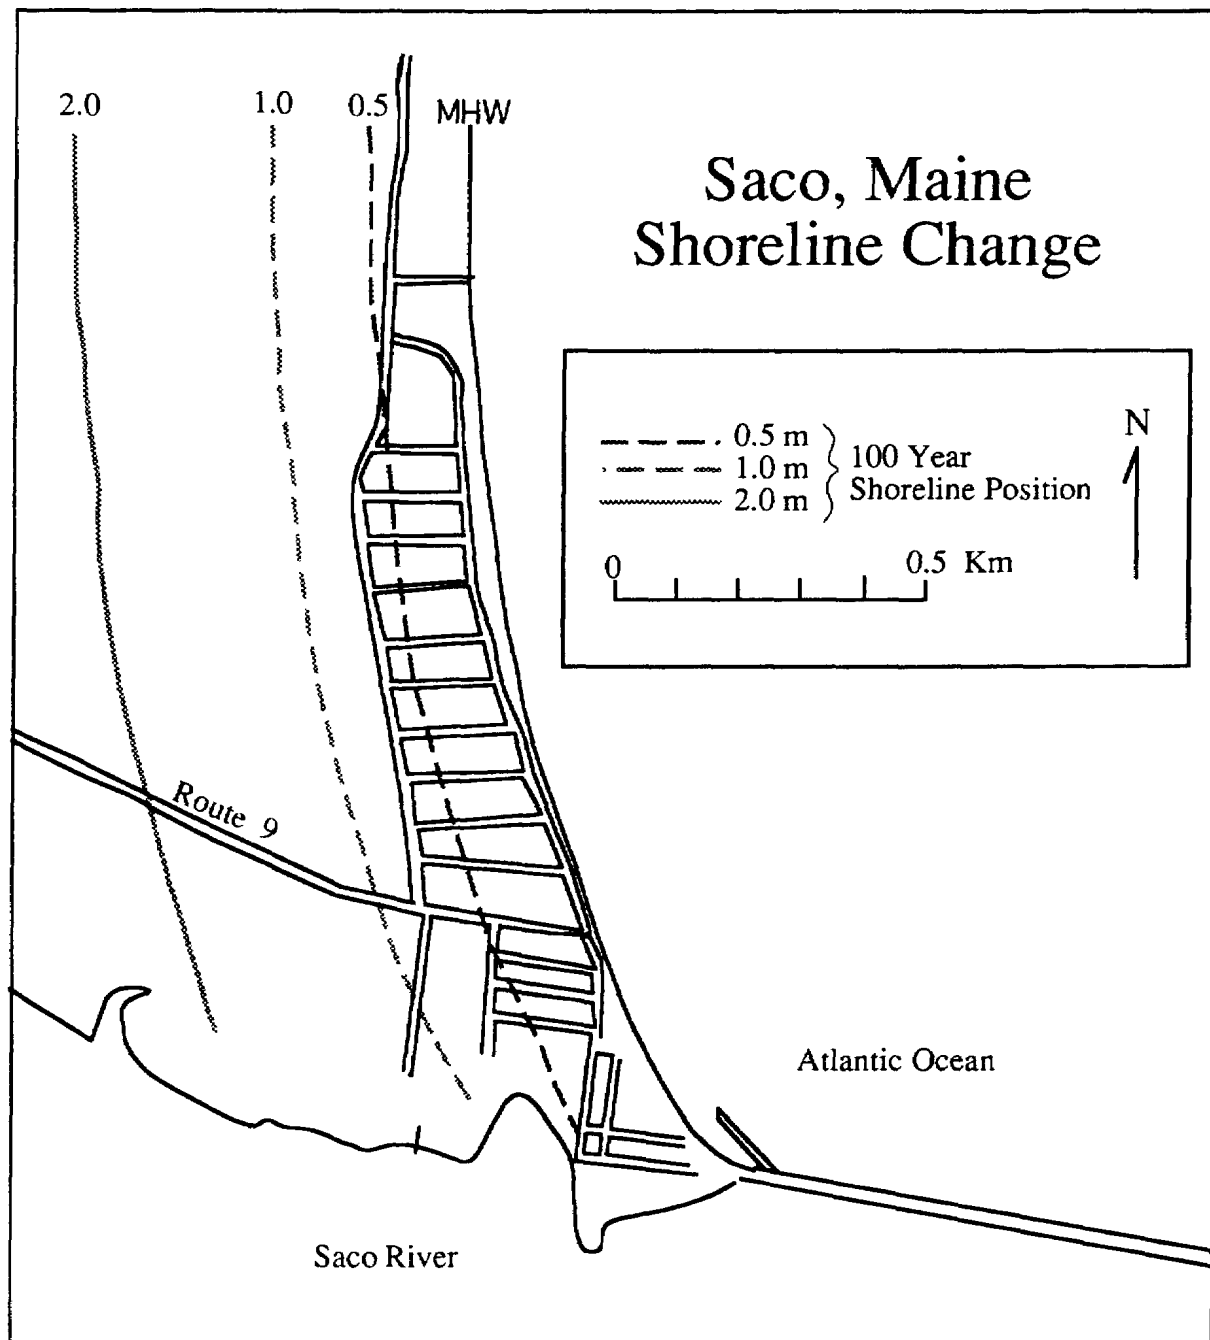 2.0 1.0 0.5 MHW
Saco, Maine
Shoreline Change
0.5 m
1.0 m
2.0 m
100 Year
Shoreline Position
N
0 0.5 Km
Route 9
Atlantic Ocean
Saco River